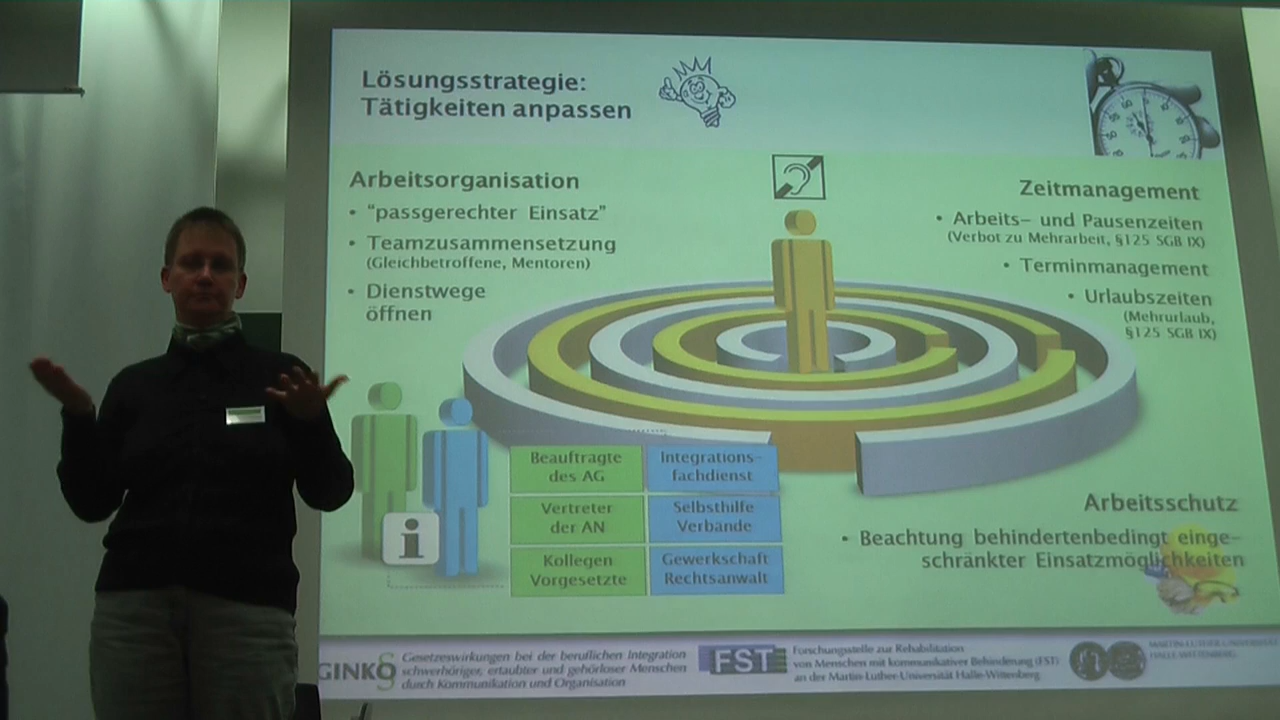 Lösungsstrategie:
Tätigkeiten anpassen
Arbeitsorganisation
• "passgerechter Einsatz"
• Teamzusammensetzung
(Gleichbetroffene, Mentoren)
• Dienstwege
öffnen
Zeitmanagement
• Arbeits- und Pausenzeiten
(Verbot zu Mehrarbeit, §125 SGB IX)
• Terminmanagement
• Urlaubszeiten
(Mehrurlaub,
§125 SGB IX)
Beauftragte
des AG
Integrations-
fachdienst
Vertreter
der AN
Selbsthilfe
Verbände
Kollegen
Vorgesetzte
Gewerkschaft
Rechtsanwalt
i
Arbeitsschutz
• Beachtung behindertenbedingt einge-
schränkter Einsatzmöglichkeiten
GINKO
S
Gesetzeswirkungen bei der beruflichen Integration
schwerhöriger, ertaubter und gehörloser Menschen
durch Kommunikation und Organisation
FST
Forschungsstelle zur Rehabilitation
von Menschen mit kommunikativer Behinderung (FST)
an der Martin-Luther-Universität Halle-Wittenberg
MARTIN-LUTHER-UNIVERSITÄT
HALLE-WITTENBERG